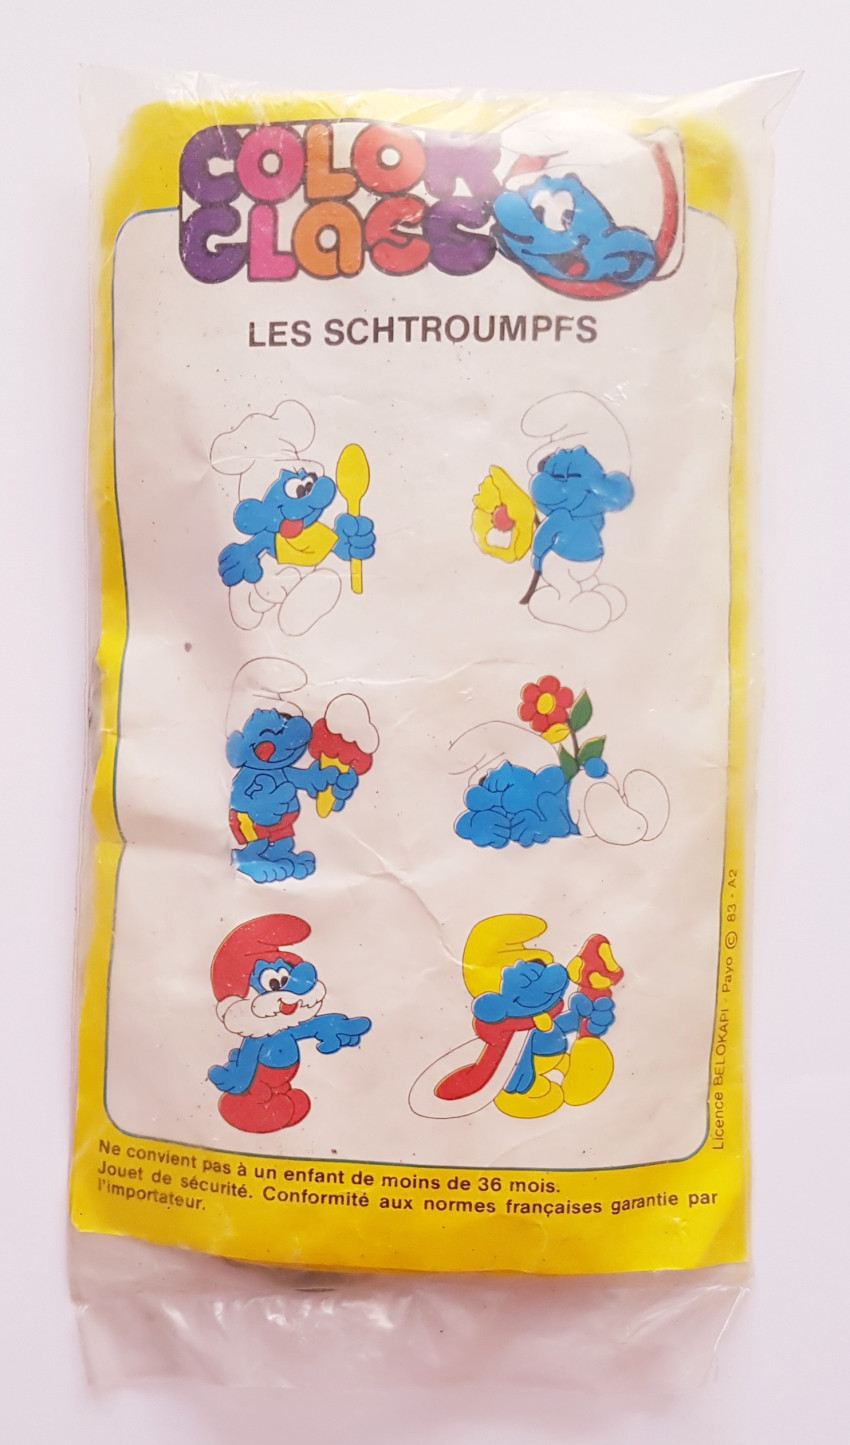 COLOR
GLASS
LES SCHTROUMPFS
Licence BELOKAPI - Payo © 83 - A2
Ne convient pas à un enfant de moins de 36 mois.
Jouet de sécurité. Conformité aux normes françaises garantie par
l'importateur.